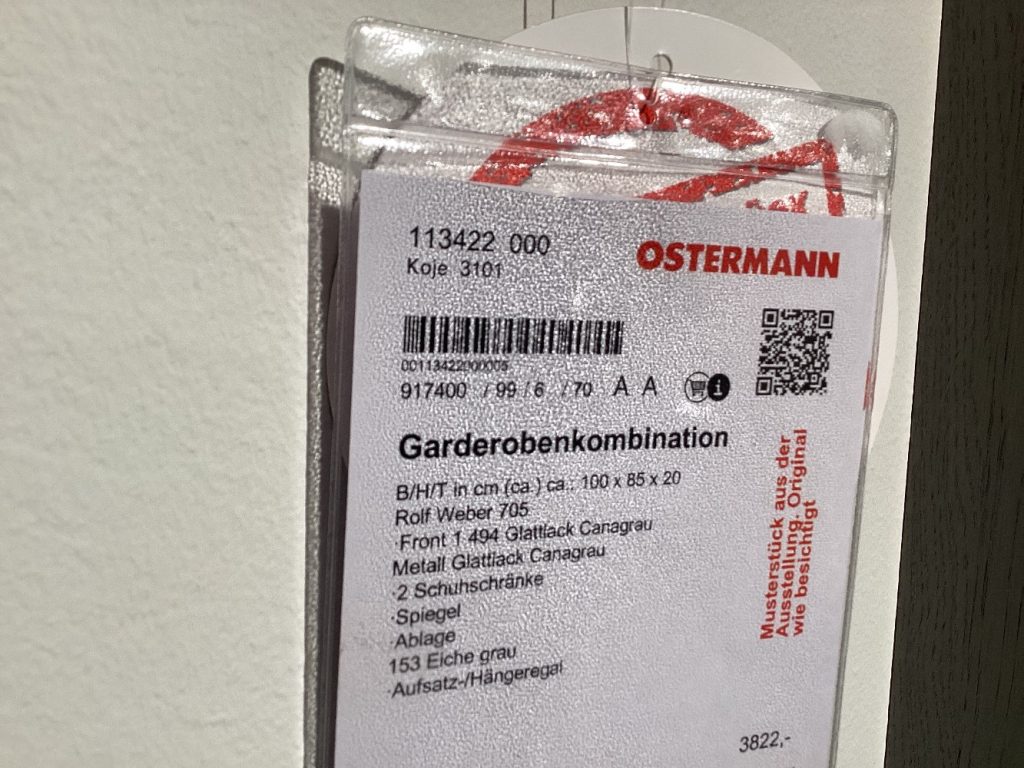 113422 000
Koje 3101
OSTERMANN
00113422000006
917400 / 99 / 6 / 70 A A
Garderobenkombination
B/H/T in cm (ca.) ca.: 100 x 85 x 20
Rolf Weber 705
·Front 1 494 Glattlack Canagrau
Metall Glattlack Canagrau
·2 Schuhschränke
·Spiegel
·Ablage
153 Eiche grau
·Aufsatz-/Hängeregal
Musterstück aus der
Ausstellung. Original
wie besichtigt
3822,-